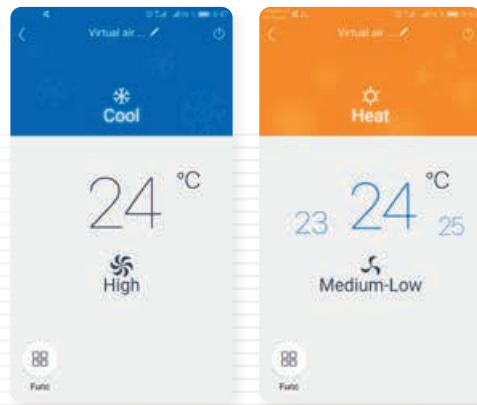 Virtual air ...
Cool
24 °C
High
Func
Virtual air ...
Heat
23 24 °C 25
Medium-Low
Func